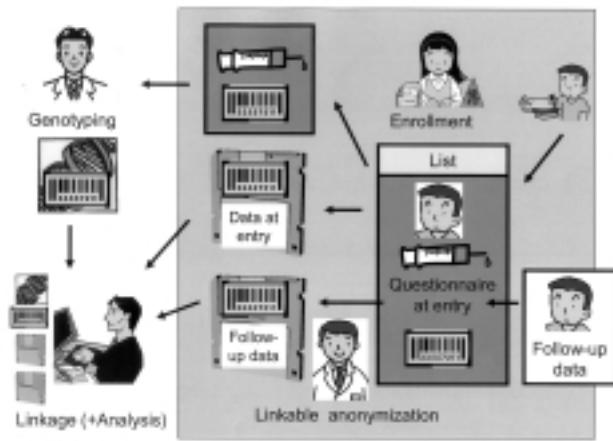 Genotyping
Enrollment
List
Data at
entry
Questionnaire
at entry
Follow-
up data
Follow-up
data
Linkage (+Analysis)
Linkable anonymization